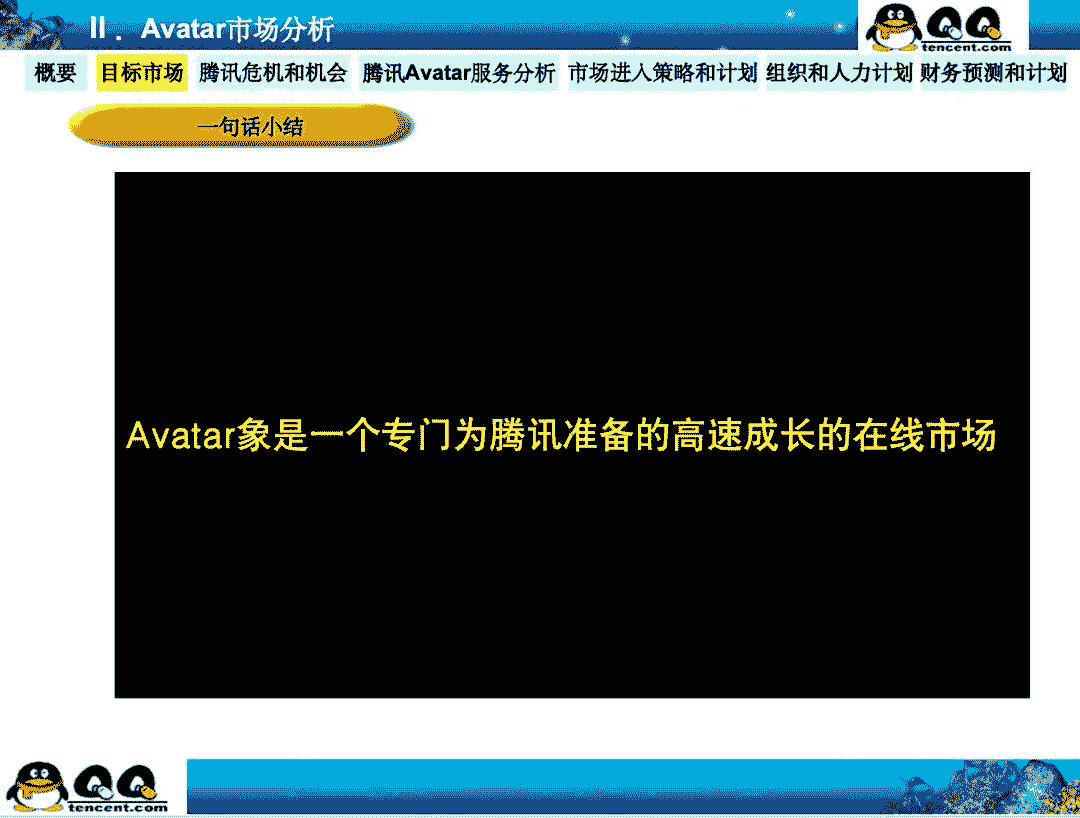 II．Avatar市场分析
QQ
tencent.com
概要 目标市场 腾讯危机和机会 腾讯Avatar服务分析 市场进入策略和计划 组织和人力计划 财务预测和计划
一句话小结
Avatar象是一个专门为腾讯准备的高速成长的在线市场
QQ
tencent.com